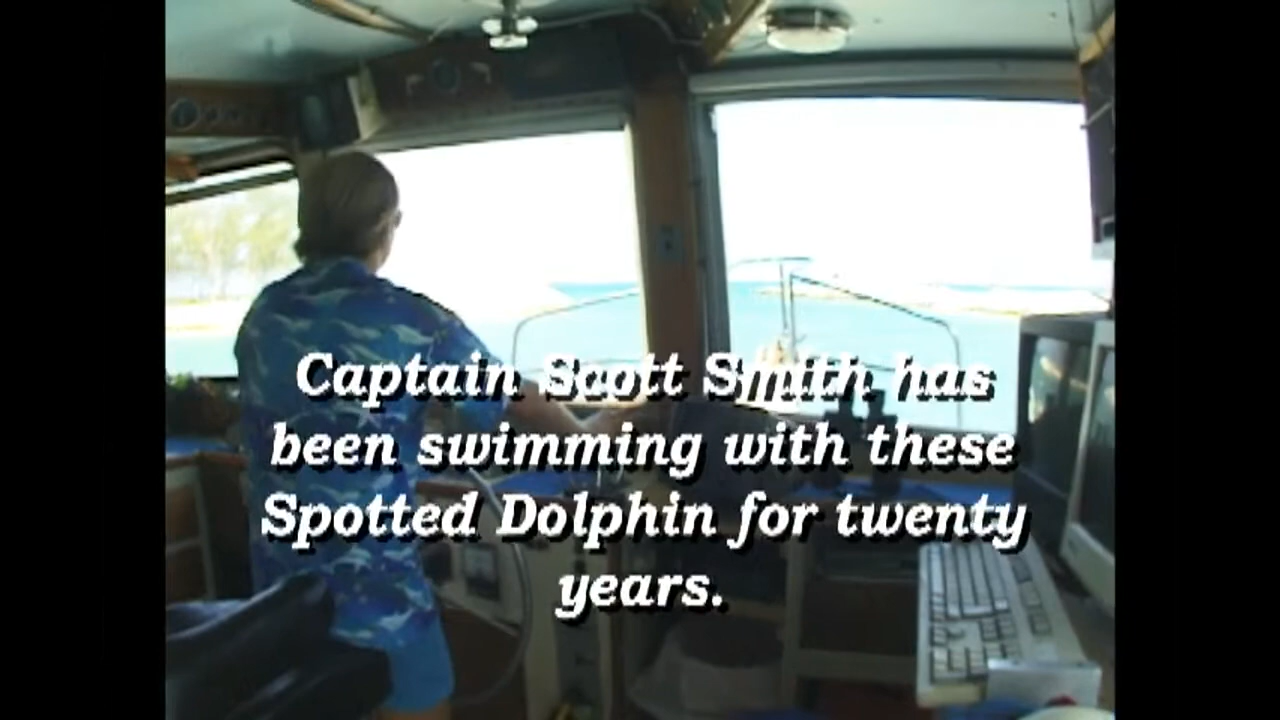 Captain Scott Smith has
been swimming with these
Spotted Dolphin for twenty
years.